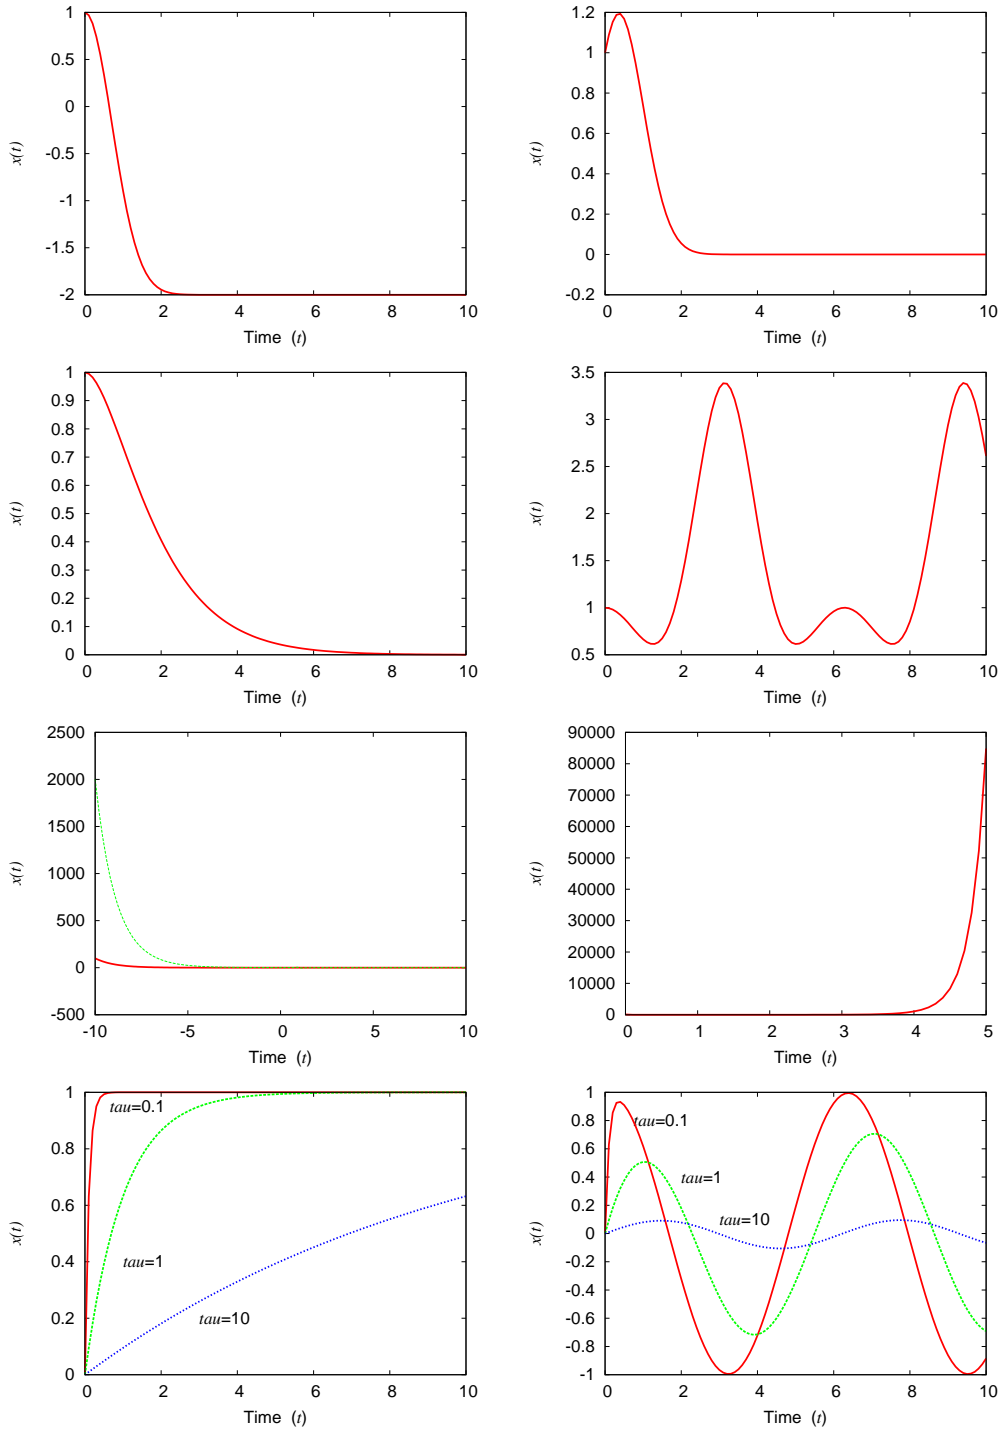 1
0.5
0
-0.5
-1
-1.5
-2
0 2 4 6 8 10
x(t)
Time (t)
1.2
1
0.8
0.6
0.4
0.2
0
-0.2
0 2 4 6 8 10
x(t)
Time (t)
1
0.9
0.8
0.7
0.6
0.5
0.4
0.3
0.2
0.1
0
0 2 4 6 8 10
x(t)
Time (t)
3.5
3
2.5
2
1.5
1
0.5
0 2 4 6 8 10
x(t)
Time (t)
2500
2000
1500
1000
500
0
-500
-10 -5 0 5 10
x(t)
Time (t)
90000
80000
70000
60000
50000
40000
30000
20000
10000
0
0 1 2 3 4 5
x(t)
Time (t)
1
0.8
0.6
0.4
0.2
0
0 2 4 6 8 10
x(t)
Time (t)
tau=0.1
tau=1
tau=10
1
0.8
0.6
0.4
0.2
0
-0.2
-0.4
-0.6
-0.8
-1
0 2 4 6 8 10
x(t)
Time (t)
tau=0.1
tau=1
tau=10